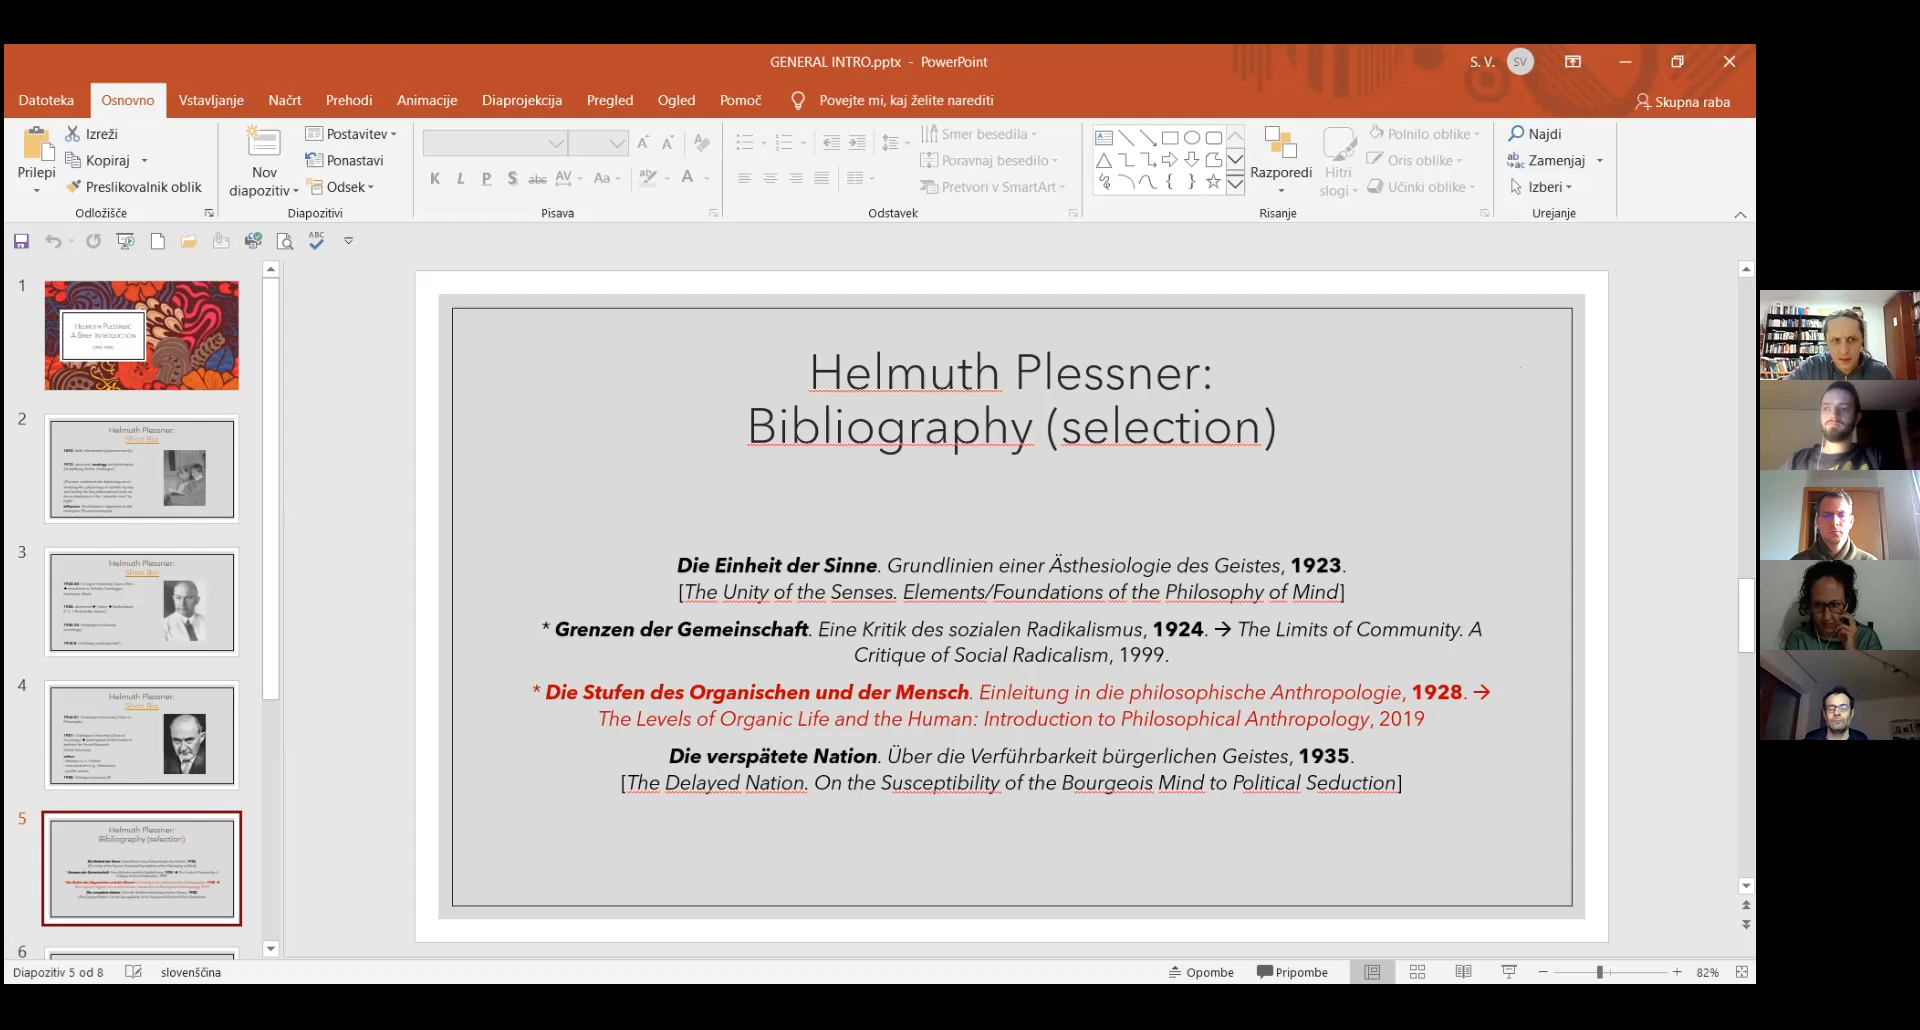 GENERAL INTRO.pptx - PowerPoint
S. V.
SV
Datoteka
Osnovno
Vstavljanje
Načrt
Prehodi
Animacije
Diaprojekcija
Pregled
Ogled
Pomoč
Povejte mi, kaj želite narediti
Skupna raba
Prilepi
Izreži
Kopiraj
Preslikovalnik oblik
Odložišče
Nov
diapozitiv
Postavitev
Ponastavi
Odsek
Diapozitivi
K L P S abc AV Aa A
Pisava
Smer besedila
Poravnaj besedilo
Pretvori v SmartArt
Odstavek
Razporedi
Hitri
slogi
Polnilo oblike
Oris oblike
Učinki oblike
Risanje
Najdi
Zamenjaj
Izberi
Urejanje
1
Helmuth Plessner:
A Brief Introduction
2
Helmuth Plessner:
Short Bio
3
Helmuth Plessner:
Short Bio
4
Helmuth Plessner:
Short Bio
5
Helmuth Plessner:
Bibliography (selection)
6
Helmuth Plessner:
Bibliography (selection)
Die Einheit der Sinne. Grundlinien einer Ästhesiologie des Geistes, 1923.
[The Unity of the Senses. Elements/Foundations of the Philosophy of Mind]
* Grenzen der Gemeinschaft. Eine Kritik des sozialen Radikalismus, 1924. → The Limits of Community. A
Critique of Social Radicalism, 1999.
* Die Stufen des Organischen und der Mensch. Einleitung in die philosophische Anthropologie, 1928. →
The Levels of Organic Life and the Human: Introduction to Philosophical Anthropology, 2019
Die verspätete Nation. Über die Verführbarkeit bürgerlichen Geistes, 1935.
[The Delayed Nation. On the Susceptibility of the Bourgeois Mind to Political Seduction]
Diapozitiv 5 od 8
slovenščina
Opombe
Pripombe
82%